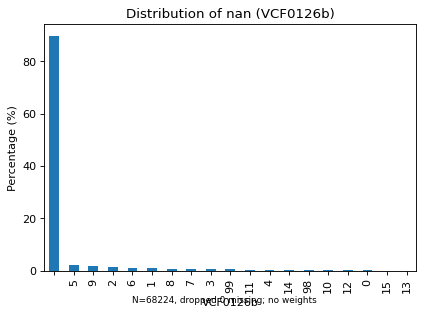 Distribution of nan (VCF0126b)
Percentage (%)
80
60
40
20
0
5 9 2 6 1 8 7 3 99 11 4 14 98 10 12 0 15 13
VCF0126b
N=68224, dropped 0 missing; no weights